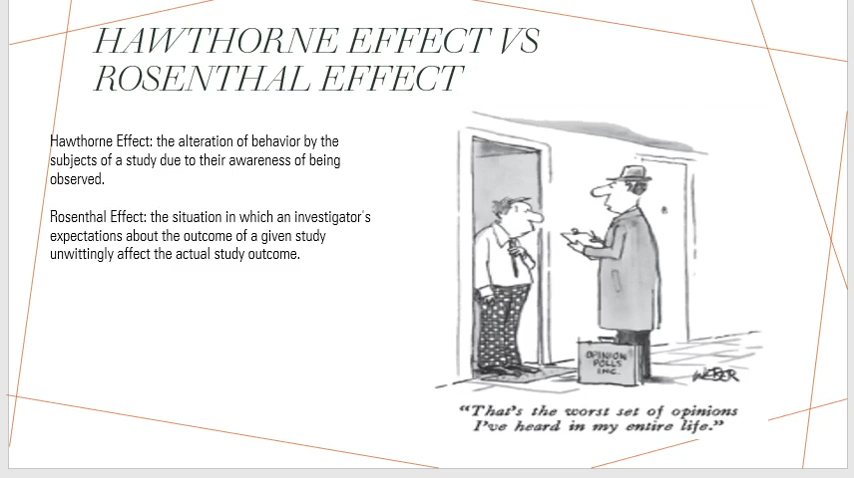 HAWTHORNE EFFECT VS
ROSENTHAL EFFECT
Hawthorne Effect: the alteration of behavior by the
subjects of a study due to their awareness of being
observed.
Rosenthal Effect: the situation in which an investigator's
expectations about the outcome of a given study
unwittingly affect the actual study outcome.
OPINION
POLLS
INC.
WEBER
“That's the worst set of opinions
I've heard in my entire life.”